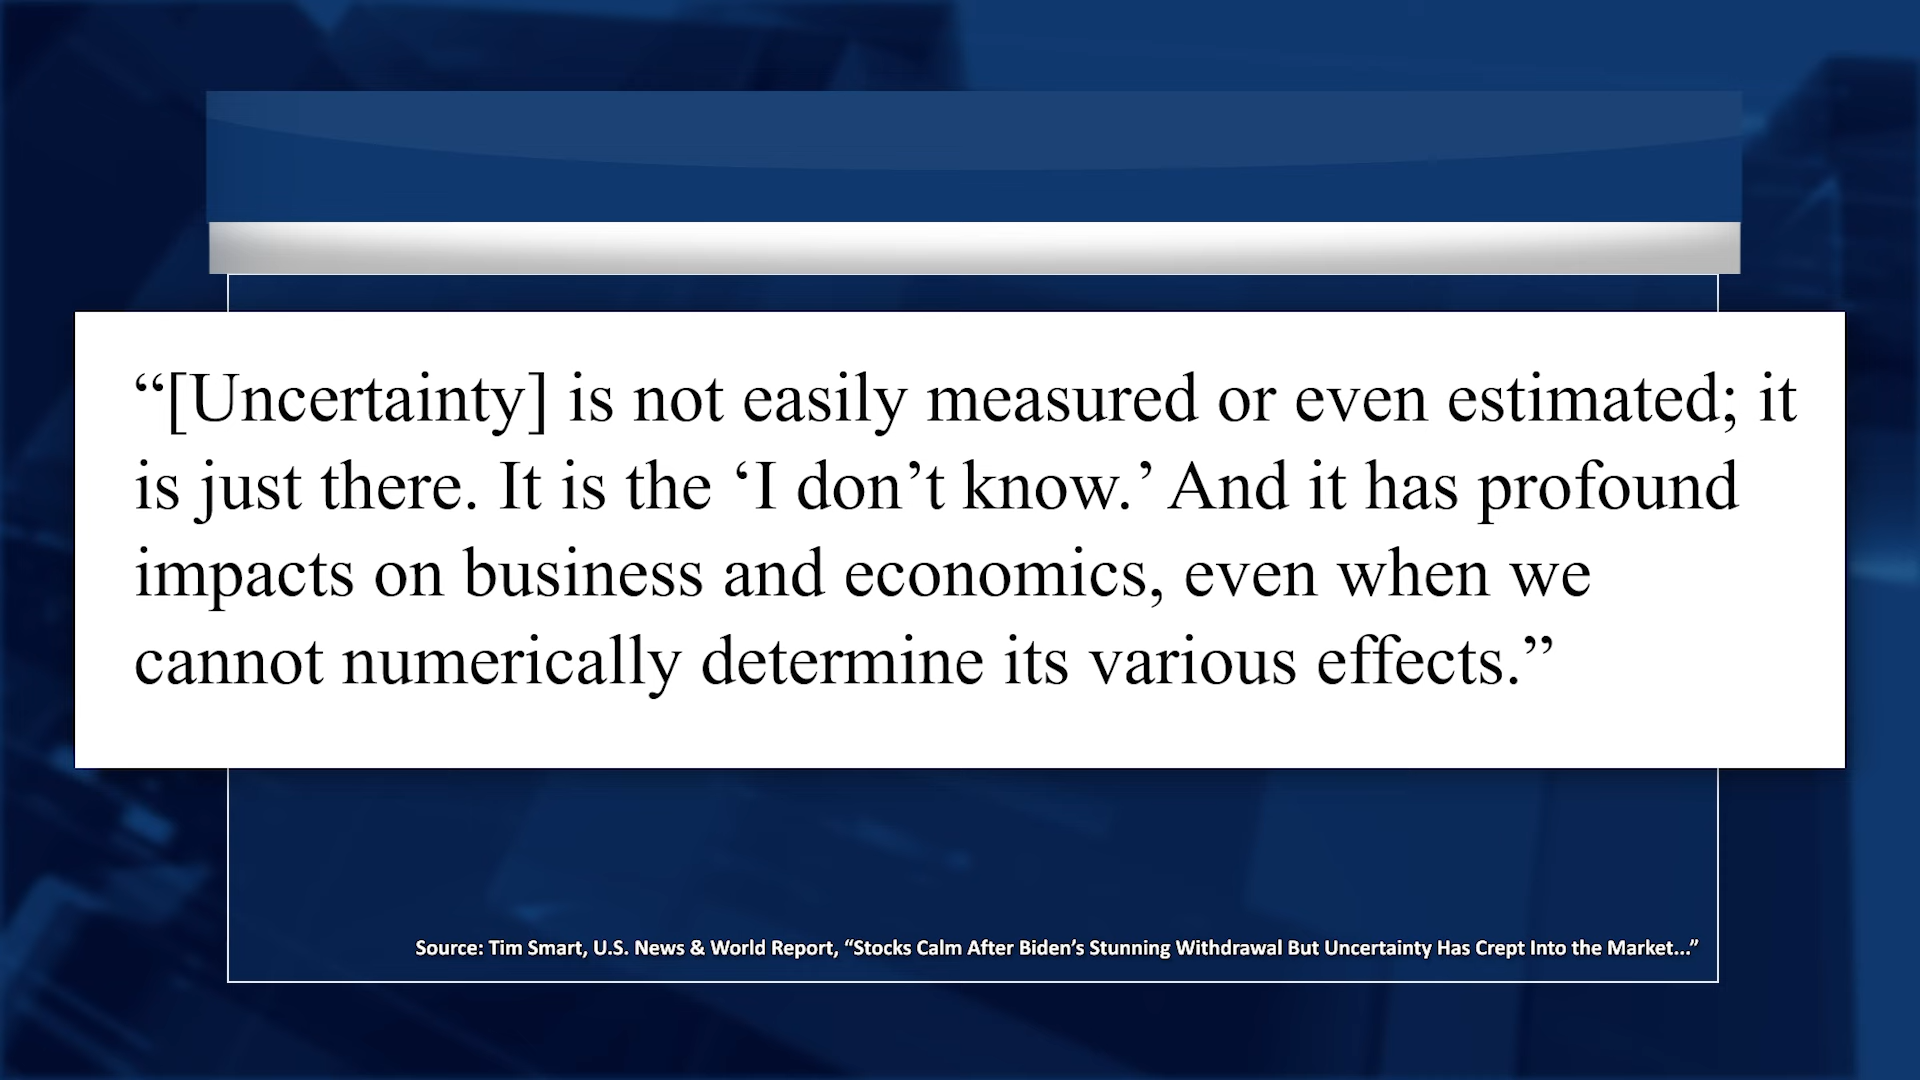 “[Uncertainty] is not easily measured or even estimated; it
is just there. It is the ‘I don’t know.’ And it has profound
impacts on business and economics, even when we
cannot numerically determine its various effects.”
Source: Tim Smart, U.S. News & World Report, “Stocks Calm After Biden’s Stunning Withdrawal But Uncertainty Has Crept Into the Market...”